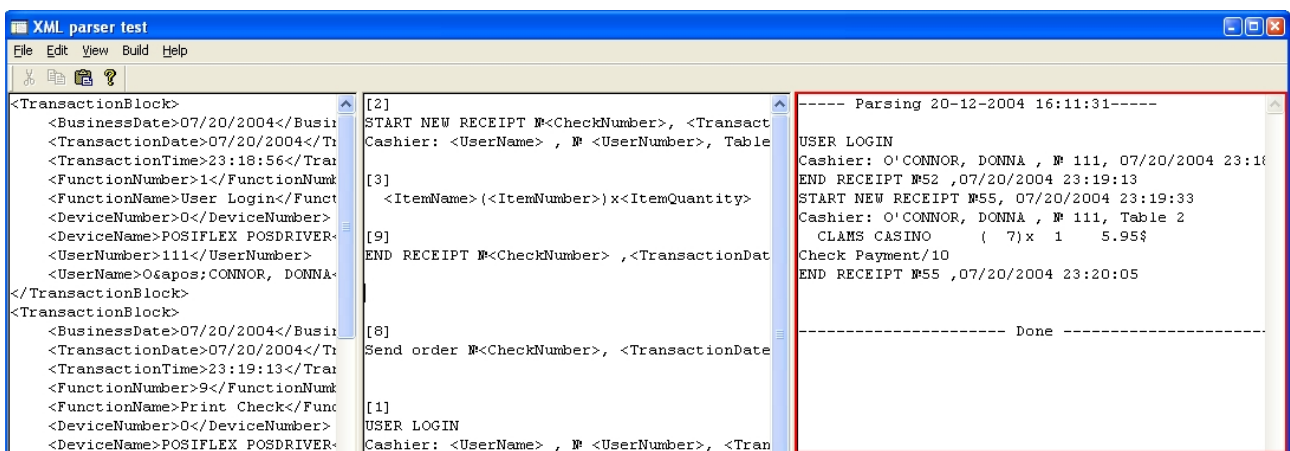 XML parser test
File Edit View Build Help
<TransactionBlock>
<BusinessDate>07/20/2004</Busin
<TransactionDate>07/20/2004</Tr
<TransactionTime>23:18:56</Tran
<FunctionNumber>1</FunctionNumb
<FunctionName>User Login</Funct
<DeviceNumber>0</DeviceNumber>
<DeviceName>POSIFLEX POSDRIVER<
<UserNumber>111</UserNumber>
<UserName>O&apos;CONNOR, DONNA<
</TransactionBlock>
<TransactionBlock>
<BusinessDate>07/20/2004</Busin
<TransactionDate>07/20/2004</Tr
<TransactionTime>23:19:13</Tran
<FunctionNumber>9</FunctionNumb
<FunctionName>Print Check</Func
<DeviceNumber>0</DeviceNumber>
<DeviceName>POSIFLEX POSDRIVER<
[2]
START NEW RECEIPT №<CheckNumber>, <Transact
Cashier: <UserName> , № <UserNumber>, Table
[3]
<ItemName>(<ItemNumber>)x<ItemQuantity>
[9]
END RECEIPT №<CheckNumber> ,<TransactionDat
[8]
Send order №<CheckNumber>, <TransactionDate
[1]
USER LOGIN
Cashier: <UserName> , № <UserNumber>, <Tran
----- Parsing 20-12-2004 16:11:31-----
USER LOGIN
Cashier: O'CONNOR, DONNA , № 111, 07/20/2004 23:18
END RECEIPT №52 ,07/20/2004 23:19:13
START NEW RECEIPT №55, 07/20/2004 23:19:33
Cashier: O'CONNOR, DONNA , № 111, Table 2
CLAMS CASINO ( 7)x 1 5.95$
Check Payment/10
END RECEIPT №55 ,07/20/2004 23:20:05
---------------------- Done ----------------------